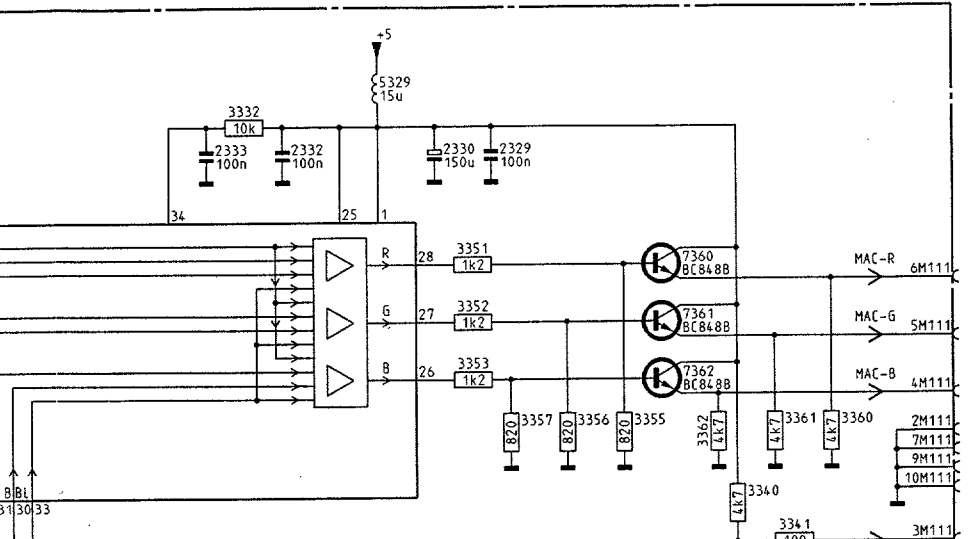 +5
5329
15u
3332
10k
2333
100n
2332
100n
2330
150u
2329
100n
34
25
1
R
28
3351
1k2
7360
BC848B
MAC-R
6M111
G
27
3352
1k2
7361
BC848B
MAC-G
5M111
B
26
3353
1k2
7362
BC848B
MAC-B
4M111
820
3357
820
3356
820
3355
3362
4k7
4k7
3361
4k7
3360
2M111
7M111
9M111
10M111
B
BL
31
30
33
4k7
3340
3341
3M111